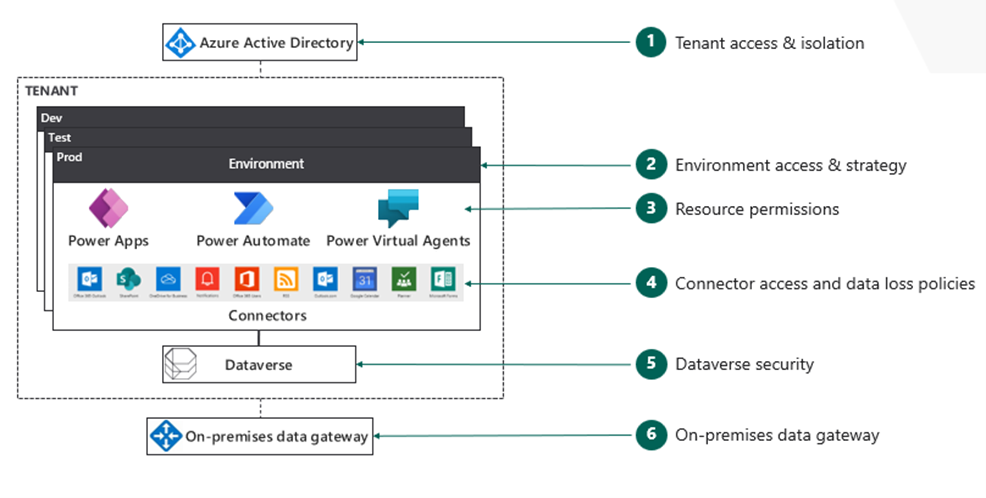 Azure Active Directory
1 Tenant access & isolation
TENANT
Dev
Test
Prod
Environment
2 Environment access & strategy
Power Apps
Power Automate
Power Virtual Agents
3 Resource permissions
Office 365 Outlook
SharePoint
OneDrive for Business
Notifications
Office 365 Users
RSS
Outlook.com
31
Google Calendar
Planner
Microsoft Forms
4 Connector access and data loss policies
Connectors
Dataverse
5 Dataverse security
On-premises data gateway
6 On-premises data gateway